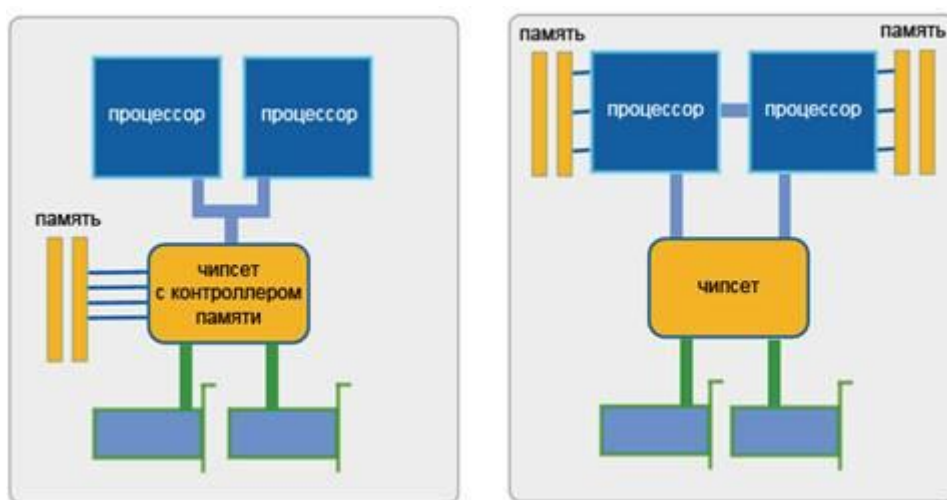 процессор
процессор
память
чипсет
с контроллером
памяти
память
память
процессор
процессор
чипсет